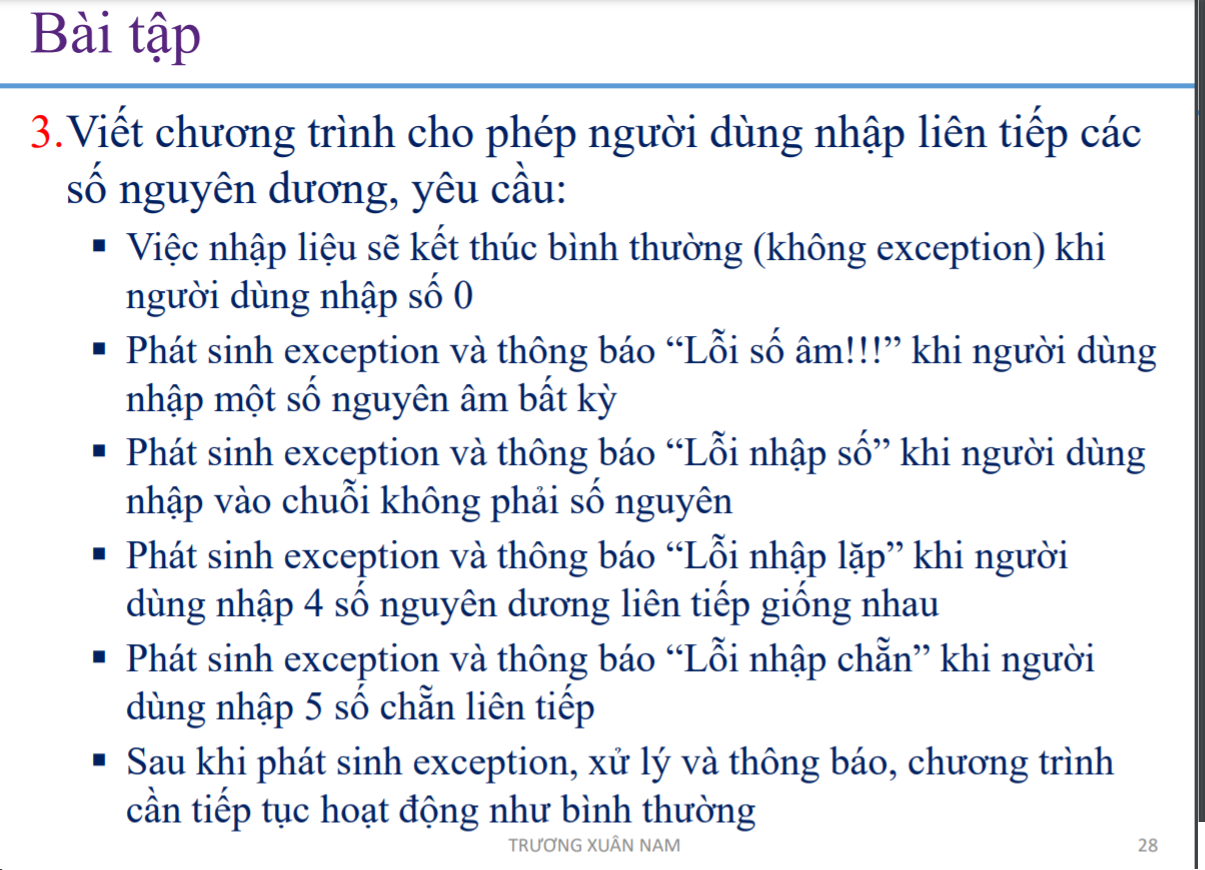 Bài tập
3.Viết chương trình cho phép người dùng nhập liên tiếp các
số nguyên dương, yêu cầu:
▪ Việc nhập liệu sẽ kết thúc bình thường (không exception) khi
người dùng nhập số 0
▪ Phát sinh exception và thông báo “Lỗi số âm!!!” khi người dùng
nhập một số nguyên âm bất kỳ
▪ Phát sinh exception và thông báo “Lỗi nhập số” khi người dùng
nhập vào chuỗi không phải số nguyên
▪ Phát sinh exception và thông báo “Lỗi nhập lặp” khi người
dùng nhập 4 số nguyên dương liên tiếp giống nhau
▪ Phát sinh exception và thông báo “Lỗi nhập chẵn” khi người
dùng nhập 5 số chẵn liên tiếp
▪ Sau khi phát sinh exception, xử lý và thông báo, chương trình
cần tiếp tục hoạt động như bình thường
TRƯƠNG XUÂN NAM
28